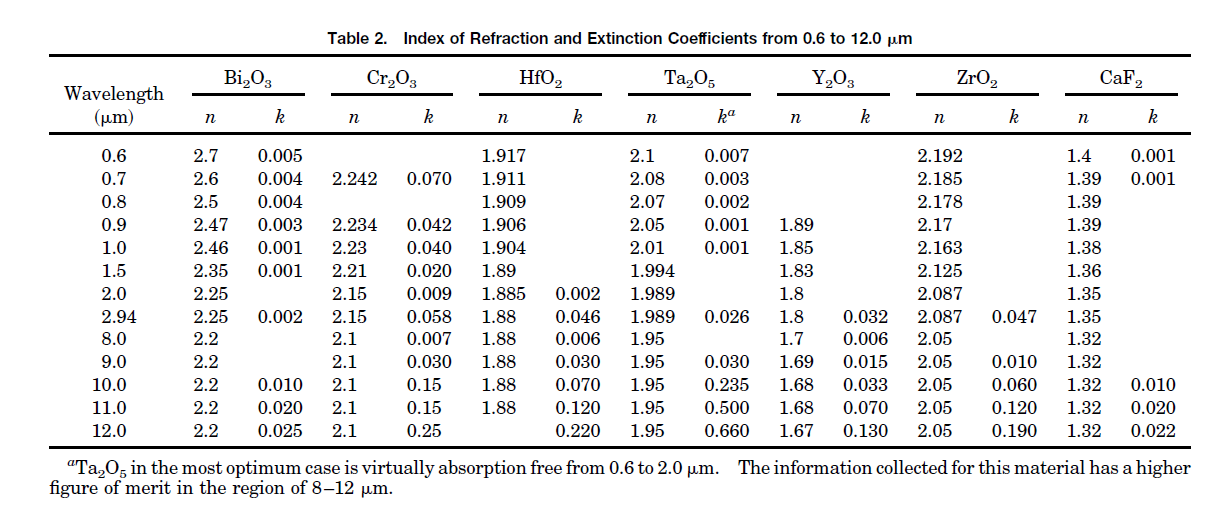 Table 2. Index of Refraction and Extinction Coefficients from 0.6 to 12.0 μm
Bi₂O₃ Cr₂O₃ HfO₂ Ta₂O₅ Y₂O₃ ZrO₂ CaF₂
Wavelength
(μm) n k n k n k n kᵃ n k n k n k
0.6 2.7 0.005 1.917 2.1 0.007 2.192 1.4 0.001
0.7 2.6 0.004 2.242 0.070 1.911 2.08 0.003 2.185 1.39 0.001
0.8 2.5 0.004 1.909 2.07 0.002 2.178 1.39
0.9 2.47 0.003 2.234 0.042 1.906 2.05 0.001 1.89 2.17 1.39
1.0 2.46 0.001 2.23 0.040 1.904 2.01 0.001 1.85 2.163 1.38
1.5 2.35 0.001 2.21 0.020 1.89 1.994 1.83 2.125 1.36
2.0 2.25 2.15 0.009 1.885 0.002 1.989 1.8 2.087 1.35
2.94 2.25 0.002 2.15 0.058 1.88 0.046 1.989 0.026 1.8 0.032 2.087 0.047 1.35
8.0 2.2 2.1 0.007 1.88 0.006 1.95 1.7 0.006 2.05 1.32
9.0 2.2 2.1 0.030 1.88 0.030 1.95 0.030 1.69 0.015 2.05 0.010 1.32
10.0 2.2 0.010 2.1 0.15 1.88 0.070 1.95 0.235 1.68 0.033 2.05 0.060 1.32 0.010
11.0 2.2 0.020 2.1 0.15 1.88 0.120 1.95 0.500 1.68 0.070 2.05 0.120 1.32 0.020
12.0 2.2 0.025 2.1 0.25 0.220 1.95 0.660 1.67 0.130 2.05 0.190 1.32 0.022
ᵃTa₂O₅ in the most optimum case is virtually absorption free from 0.6 to 2.0 μm. The information collected for this material has a higher
figure of merit in the region of 8–12 μm.